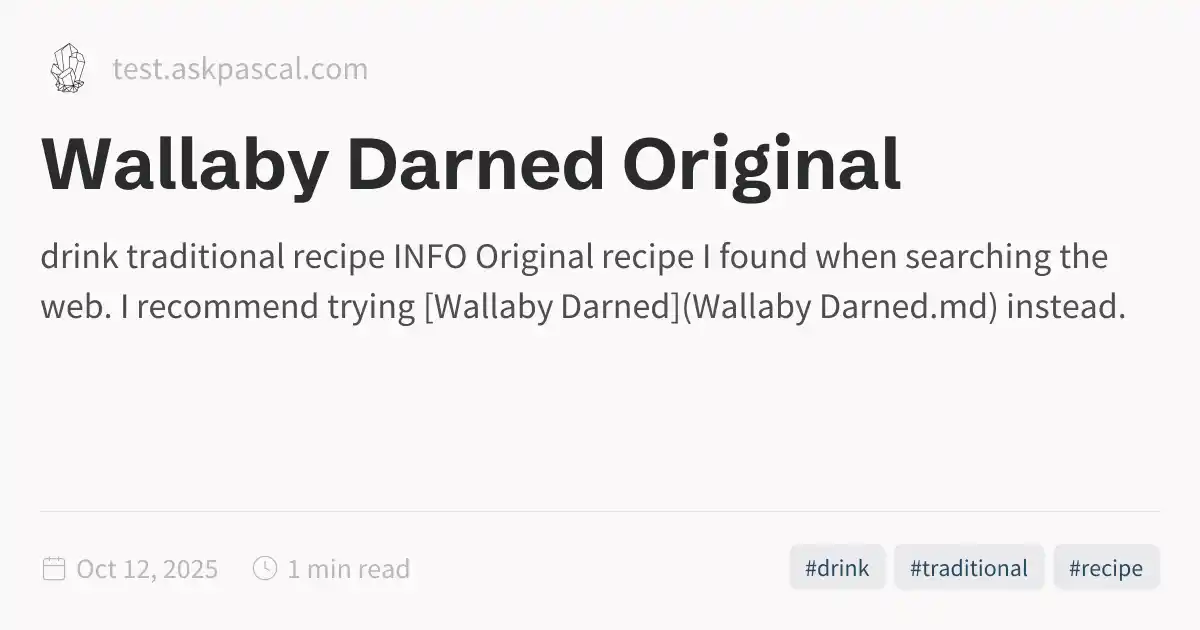 test.askpascal.com
Wallaby Darned Original
drink traditional recipe INFO Original recipe I found when searching the
web. I recommend trying [Wallaby Darned](Wallaby Darned.md) instead.
Oct 12, 2025 1 min read #drink #traditional #recipe